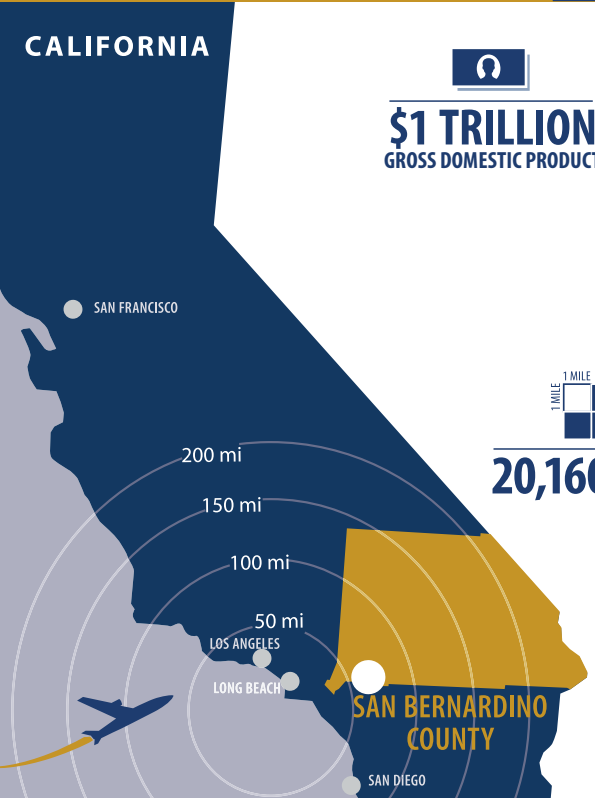 CALIFORNIA
$1 TRILLION
GROSS DOMESTIC PRODUCT
SAN FRANCISCO
1 MILE
1 MILE
200 mi
20,160
150 mi
100 mi
50 mi
LOS ANGELES
LONG BEACH
SAN BERNARDINO
COUNTY
SAN DIEGO